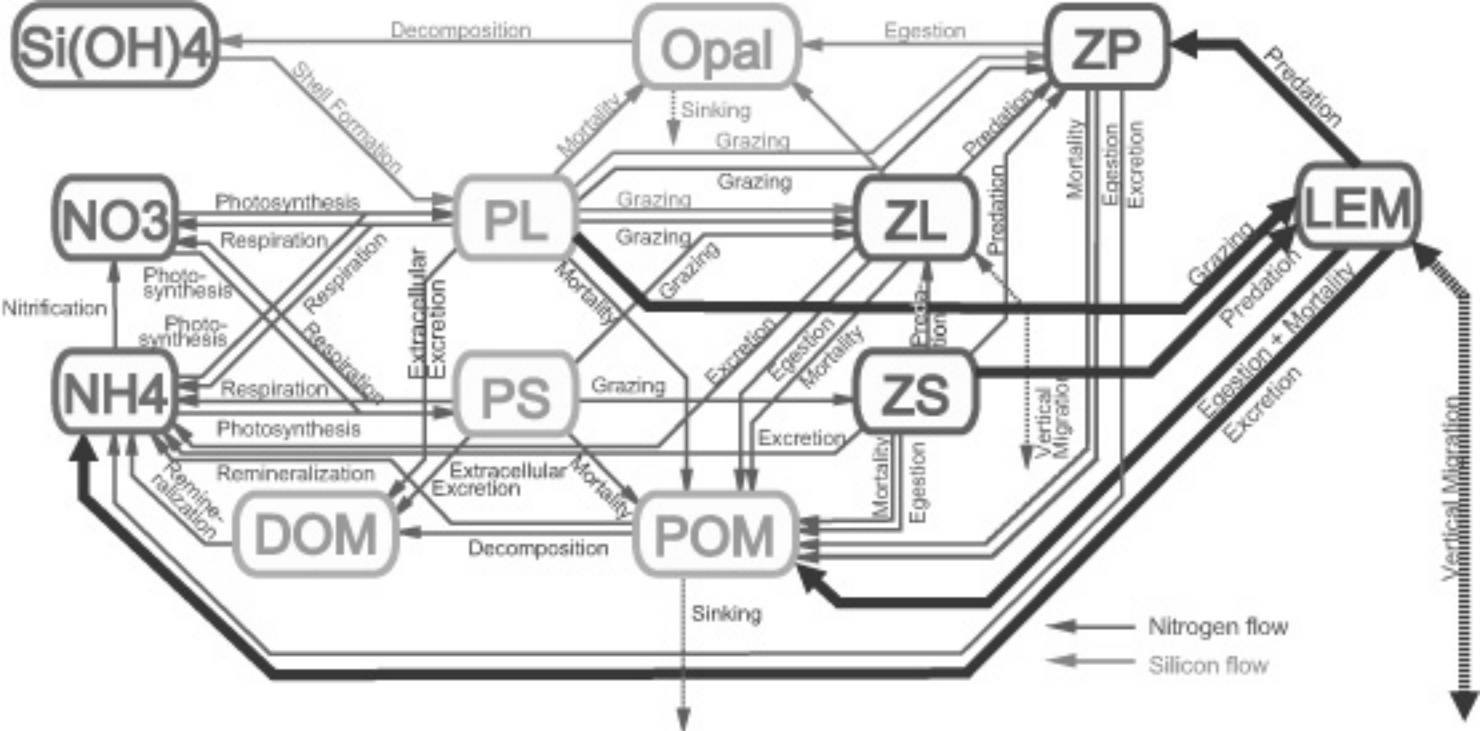 Si(OH)4
Decomposition
Opal
Egestion
ZP
Predation
Shell Formation
Mortality
Sinking
Grazing
Grazing
Predation
Mortality
Egestion
Excretion
NO3
Photosynthesis
Respiration
PL
Grazing
Grazing
ZL
Predation
LEM
Photo-
synthesis
Respiration
Extracellular
Excretion
Mortality
Grazing
Grazing
Predation
Nitrification
Photo-
synthesis
Respiration
Excretion
Egestion
Mortality
Preda-
tion
Egestion + Mortality
Excretion
NH4
Respiration
PS
Grazing
ZS
Vertical
Migration
Vertical Migration
Photosynthesis
Excretion
Remineralization
Extracellular
Excretion
Mortality
Mortality
Egestion
Remine-
ralization
DOM
Decomposition
POM
Sinking
Nitrogen flow
Silicon flow